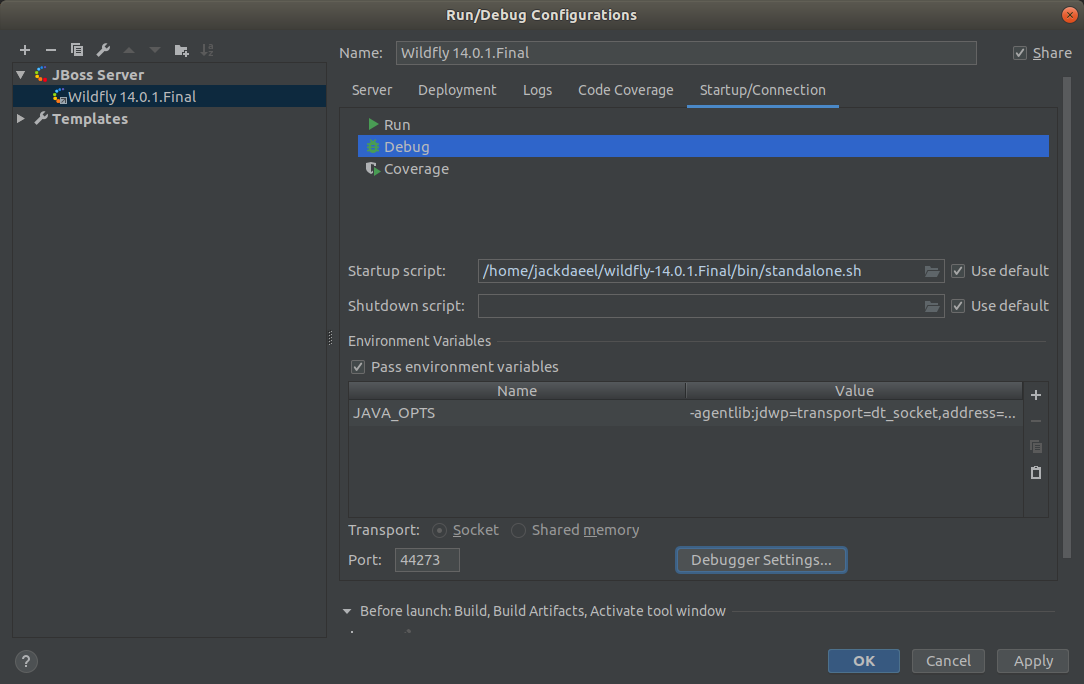 Run/Debug Configurations
Name: Wildfly 14.0.1.Final Share
JBoss Server
Wildfly 14.0.1.Final
Templates
Server Deployment Logs Code Coverage Startup/Connection
Run
Debug
Coverage
Startup script: /home/jackdaeel/wildfly-14.0.1.Final/bin/standalone.sh Use default
Shutdown script: Use default
Environment Variables
Pass environment variables
Name Value
JAVA_OPTS -agentlib:jdwp=transport=dt_socket,address=...
Transport: Socket Shared memory
Port: 44273 Debugger Settings...
Before launch: Build, Build Artifacts, Activate tool window
? OK Cancel Apply